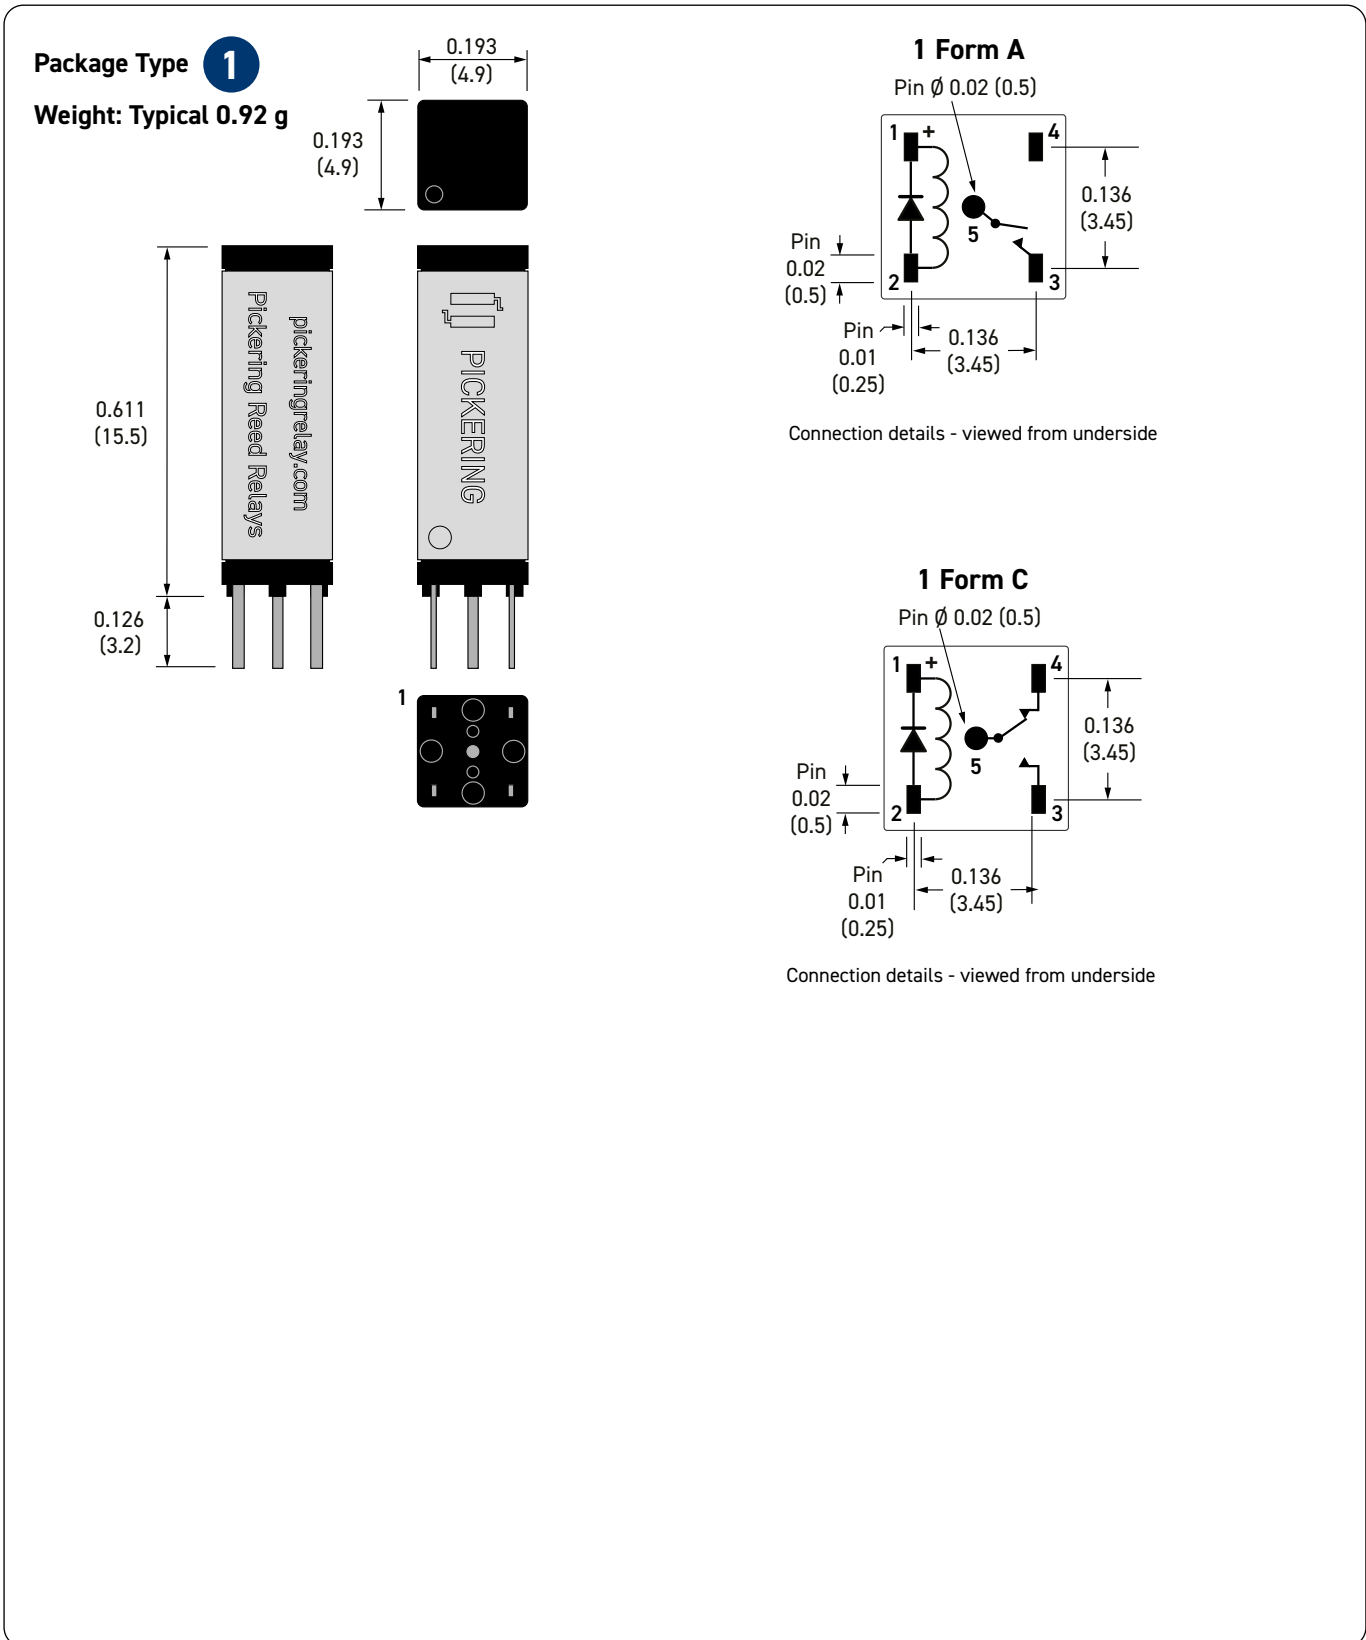 Package Type 1
Weight: Typical 0.92 g
0.193
(4.9)
0.193
(4.9)
0.611
(15.5)
0.126
(3.2)
Pickering Reed Relays
pickeringrelay.com
PICKERING
1
1 Form A
Pin Ø 0.02 (0.5)
1
+
4
5
2
3
0.136
(3.45)
Pin
0.02
(0.5)
Pin
0.01
(0.25)
0.136
(3.45)
Connection details - viewed from underside
1 Form C
Pin Ø 0.02 (0.5)
1
+
4
5
2
3
0.136
(3.45)
Pin
0.02
(0.5)
Pin
0.01
(0.25)
0.136
(3.45)
Connection details - viewed from underside